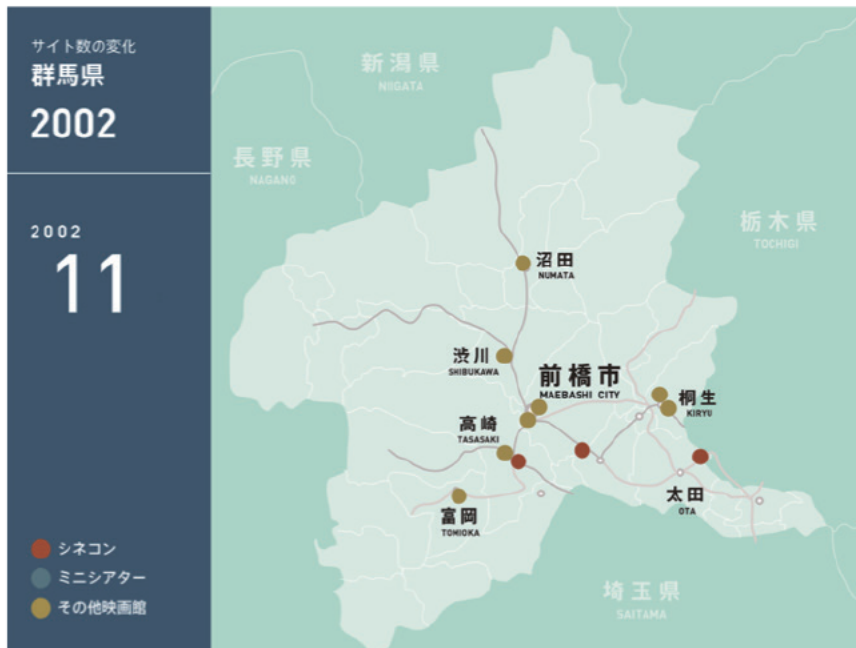 サイト数の変化
群馬県
2002
2002
11
シネコン
ミニシアター
その他映画館
新潟県
NIIGATA
長野県
NAGANO
栃木県
TOCHIGI
沼田
NUMATA
渋川
SHIBUKAWA
前橋市
MAEBASHI CITY
桐生
KIRYU
高崎
TASASAKI
太田
OTA
富岡
TOMIOKA
埼玉県
SAITAMA